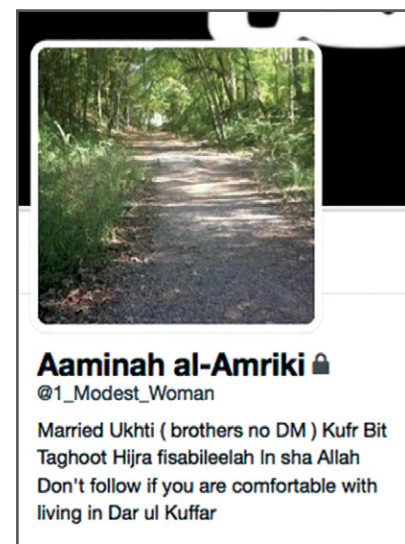 Aaminah al-Amriki
@1_Modest_Woman
Married Ukhti ( brothers no DM ) Kufr Bit
Taghoot Hijra fisabileelah In sha Allah
Don't follow if you are comfortable with
living in Dar ul Kuffar